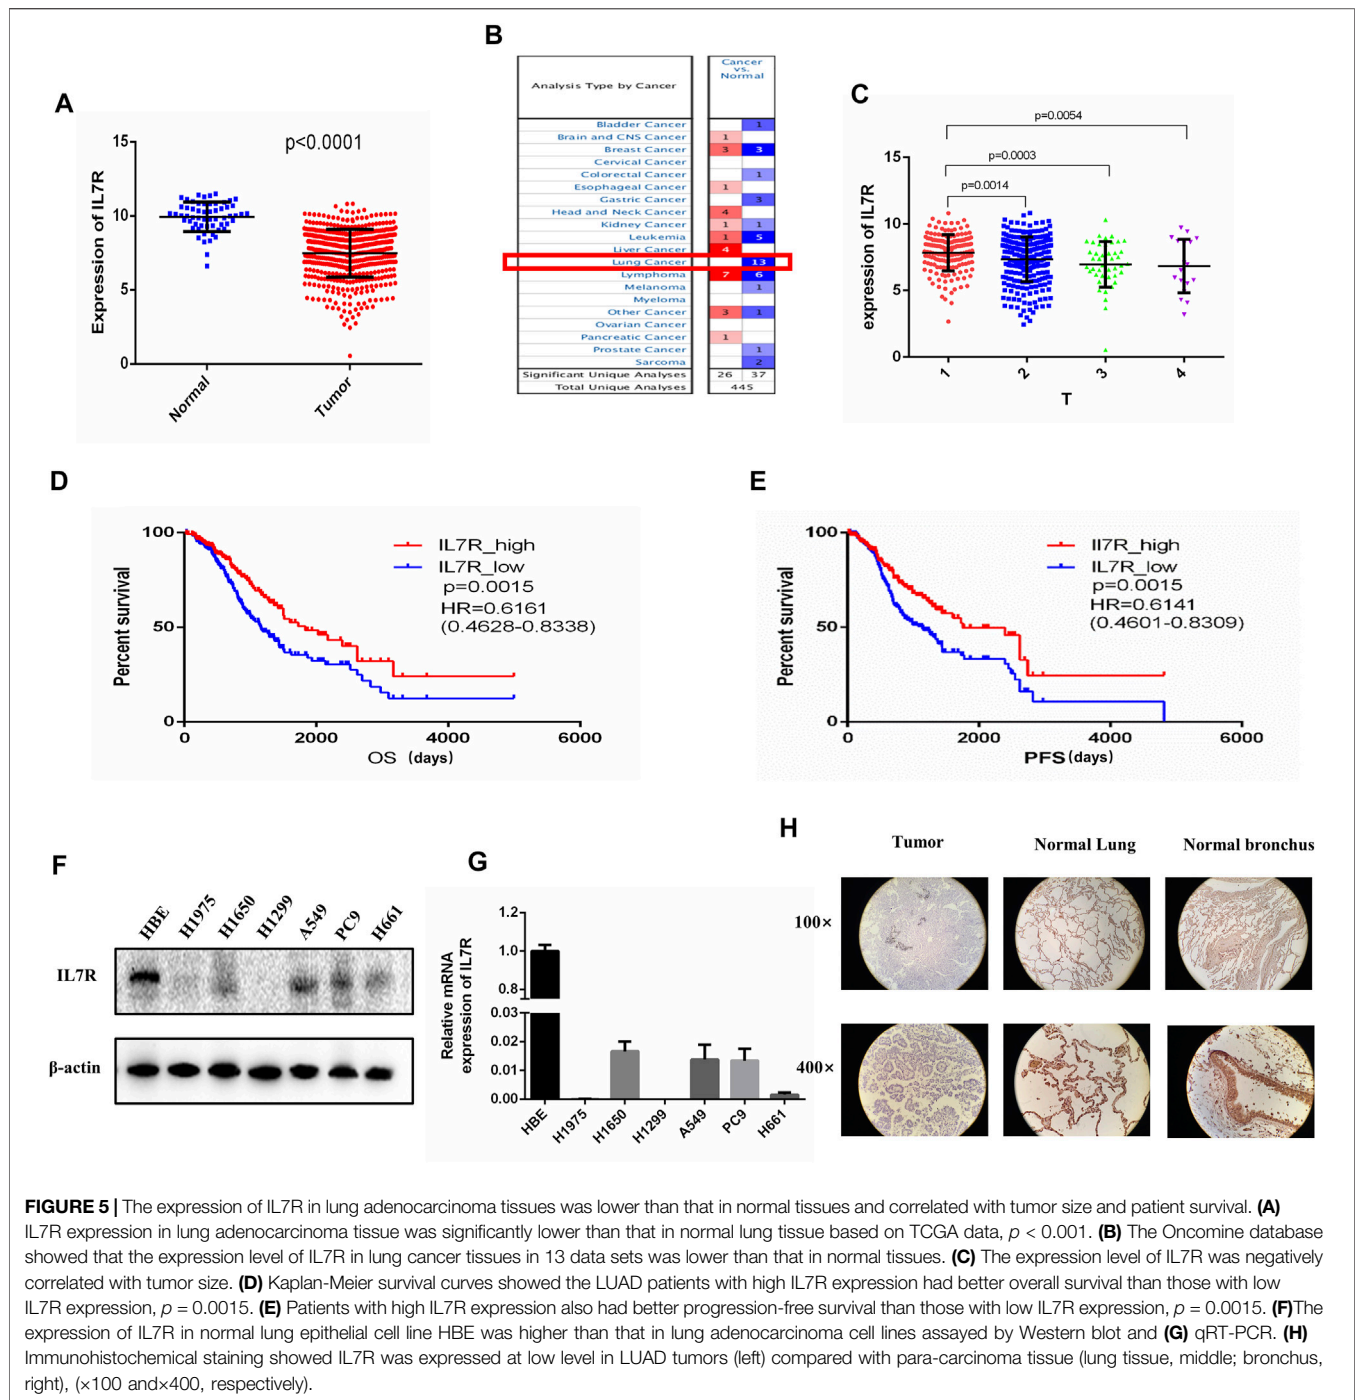 A
p<0.0001
Expression of IL7R
15
10
5
0
Normal
Tumor
B
Analysis Type by Cancer
Cancer
vs.
Normal
Bladder Cancer 1
Brain and CNS Cancer 1
Breast Cancer 3 3
Cervical Cancer
Colorectal Cancer 1
Esophageal Cancer 1
Gastric Cancer 3
Head and Neck Cancer 4
Kidney Cancer 1 1
Leukemia 1 5
Liver Cancer 4
Lung Cancer 13
Lymphoma 7 6
Melanoma 1
Myeloma
Other Cancer 3 1
Ovarian Cancer
Pancreatic Cancer 1
Prostate Cancer 1
Sarcoma 2
Significant Unique Analyses 26 37
Total Unique Analyses 445
C
p=0.0054
p=0.0003
p=0.0014
expression of IL7R
15
10
5
0
1 2 3 4
T
D
Percent survival
100
50
0
IL7R_high
IL7R_low
p=0.0015
HR=0.6161
(0.4628-0.8338)
0 2000 4000 6000
OS (days)
E
Percent survival
100
50
0
Il7R_high
IL7R_low
p=0.0015
HR=0.6141
(0.4601-0.8309)
0 2000 4000 6000
PFS(days)
F
HBE H1975 H1650 H1299 A549 PC9 H661
IL7R
β-actin
G
Relative mRNA
expression of IL7R
1.2
1.0
0.8
0.03
0.02
0.01
0.00
HBE H1975 H1650 H1299 A549 PC9 H661
H
Tumor Normal Lung Normal bronchus
100×
400×
FIGURE 5 | The expression of IL7R in lung adenocarcinoma tissues was lower than that in normal tissues and correlated with tumor size and patient survival. (A)
IL7R expression in lung adenocarcinoma tissue was significantly lower than that in normal lung tissue based on TCGA data, p < 0.001. (B) The Oncomine database
showed that the expression level of IL7R in lung cancer tissues in 13 data sets was lower than that in normal tissues. (C) The expression level of IL7R was negatively
correlated with tumor size. (D) Kaplan-Meier survival curves showed the LUAD patients with high IL7R expression had better overall survival than those with low
IL7R expression, p = 0.0015. (E) Patients with high IL7R expression also had better progression-free survival than those with low IL7R expression, p = 0.0015. (F)The
expression of IL7R in normal lung epithelial cell line HBE was higher than that in lung adenocarcinoma cell lines assayed by Western blot and (G) qRT-PCR. (H)
Immunohistochemical staining showed IL7R was expressed at low level in LUAD tumors (left) compared with para-carcinoma tissue (lung tissue, middle; bronchus,
right), (×100 and×400, respectively).